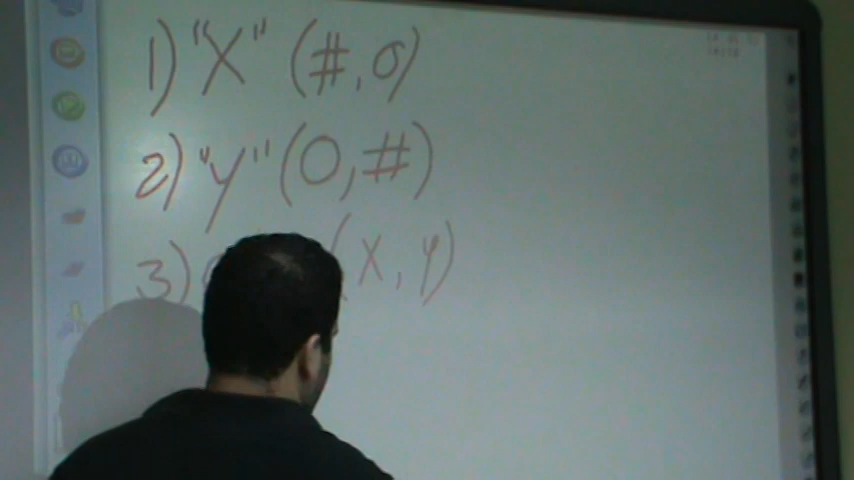 1) "X" (#, 0)
2) "y" (0, #)
3) (X, y)